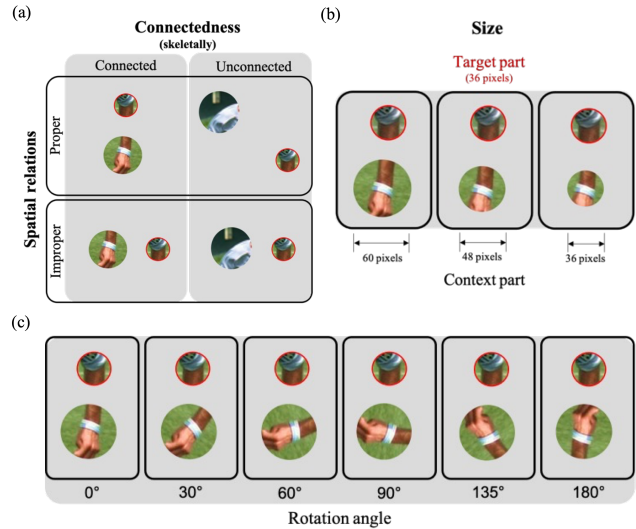 (a)
Connectedness
(skeletally)
Connected
Unconnected
Spatial relations
Proper
Improper
(b)
Size
Target part
(36 pixels)
60 pixels
48 pixels
36 pixels
Context part
(c)
0°
30°
60°
90°
135°
180°
Rotation angle